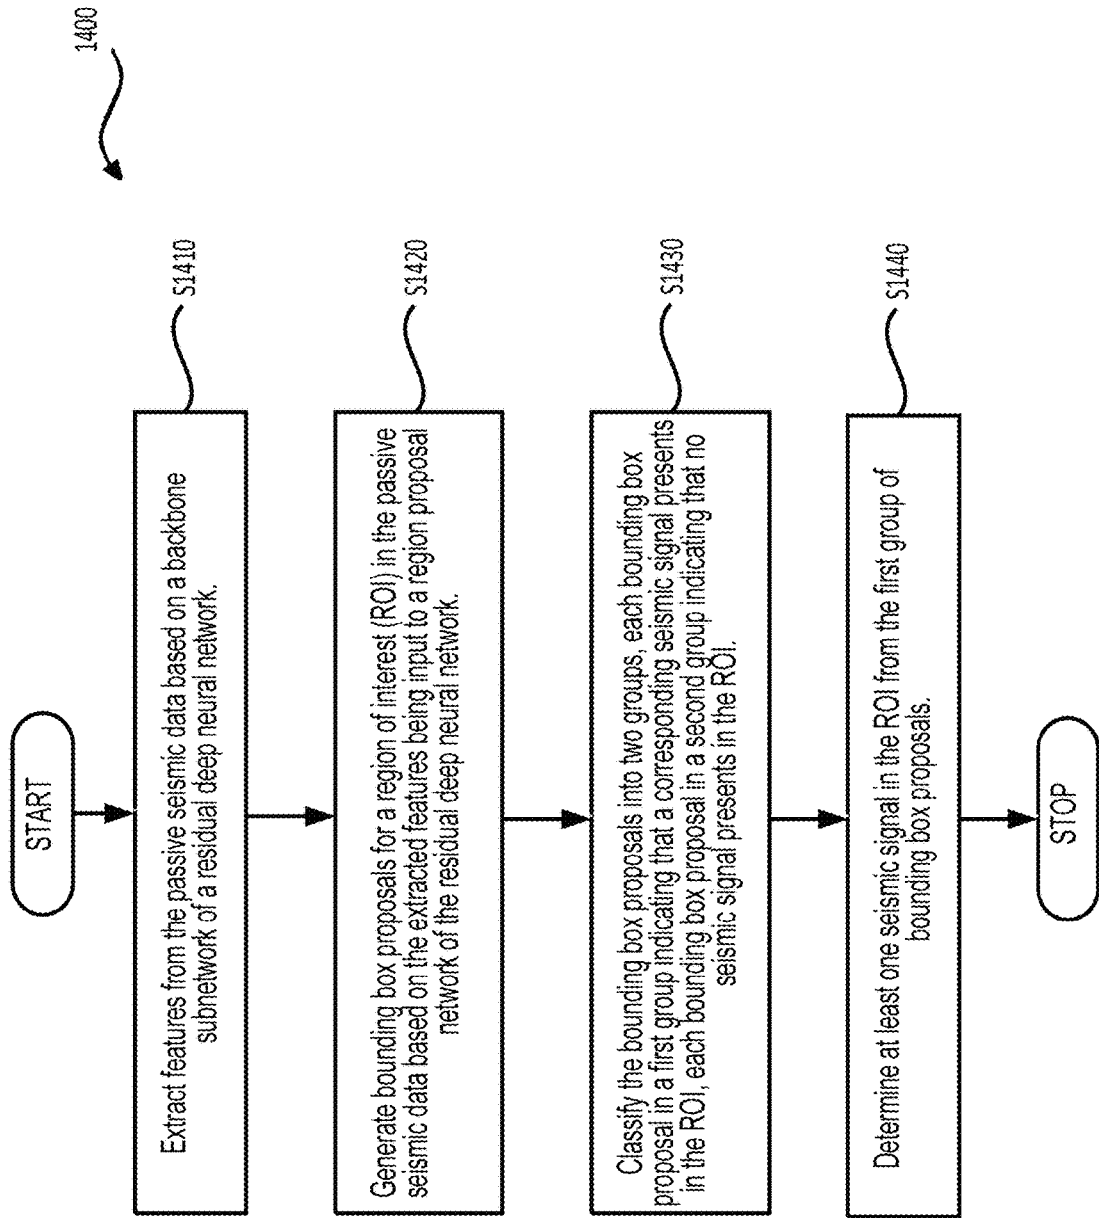 1400
START
Extract features from the passive seismic data based on a backbone
subnetwork of a residual deep neural network.
S1410
Generate bounding box proposals for a region of interest (ROI) in the passive
seismic data based on the extracted features being input to a region proposal
network of the residual deep neural network.
S1420
Classify the bounding box proposals into two groups, each bounding box
proposal in a first group indicating that a corresponding seismic signal presents
in the ROI, each bounding box proposal in a second group indicating that no
seismic signal presents in the ROI.
S1430
Determine at least one seismic signal in the ROI from the first group of
bounding box proposals.
S1440
STOP